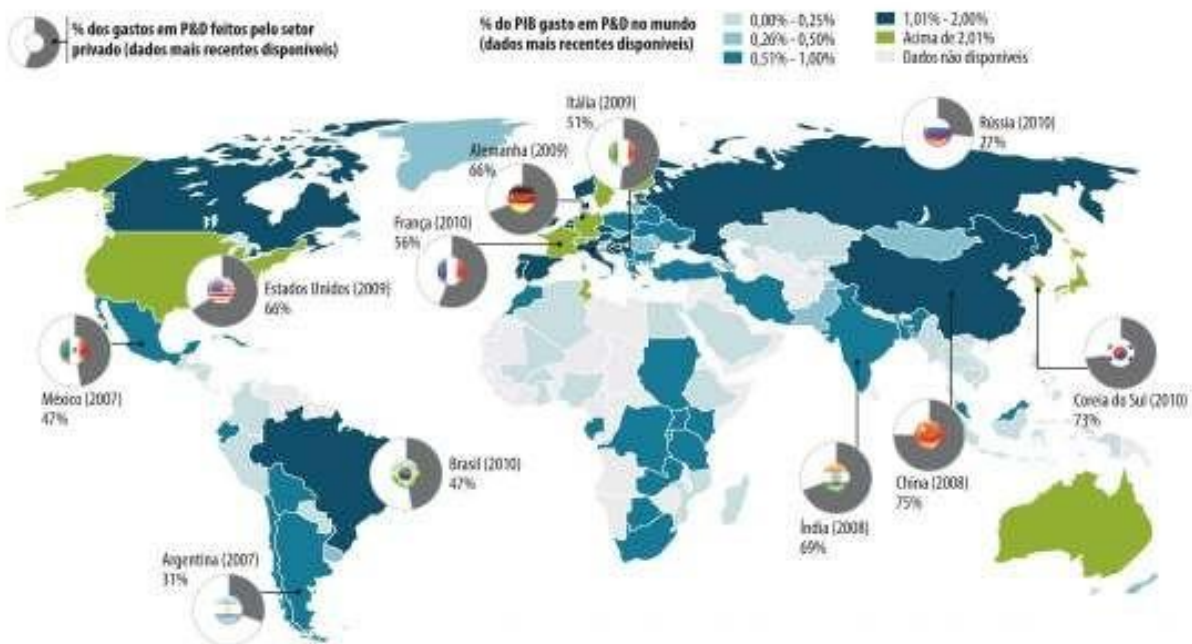 % dos gastos em P&D feitos pelo setor
privado (dados mais recentes disponíveis)
% do PIB gasto em P&D no mundo
(dados mais recentes disponíveis)
0,00% - 0,25%
0,26% - 0,50%
0,51% - 1,00%
1,01% - 2,00%
Acima de 2,01%
Dados não disponíveis
Itália (2009)
51%
Alemanha (2009)
66%
Rússia (2010)
27%
França (2010)
56%
Estados Unidos (2009)
66%
México (2007)
47%
Coreia do Sul (2010)
73%
Brasil (2010)
47%
China (2008)
75%
Índia (2008)
69%
Argentina (2007)
31%